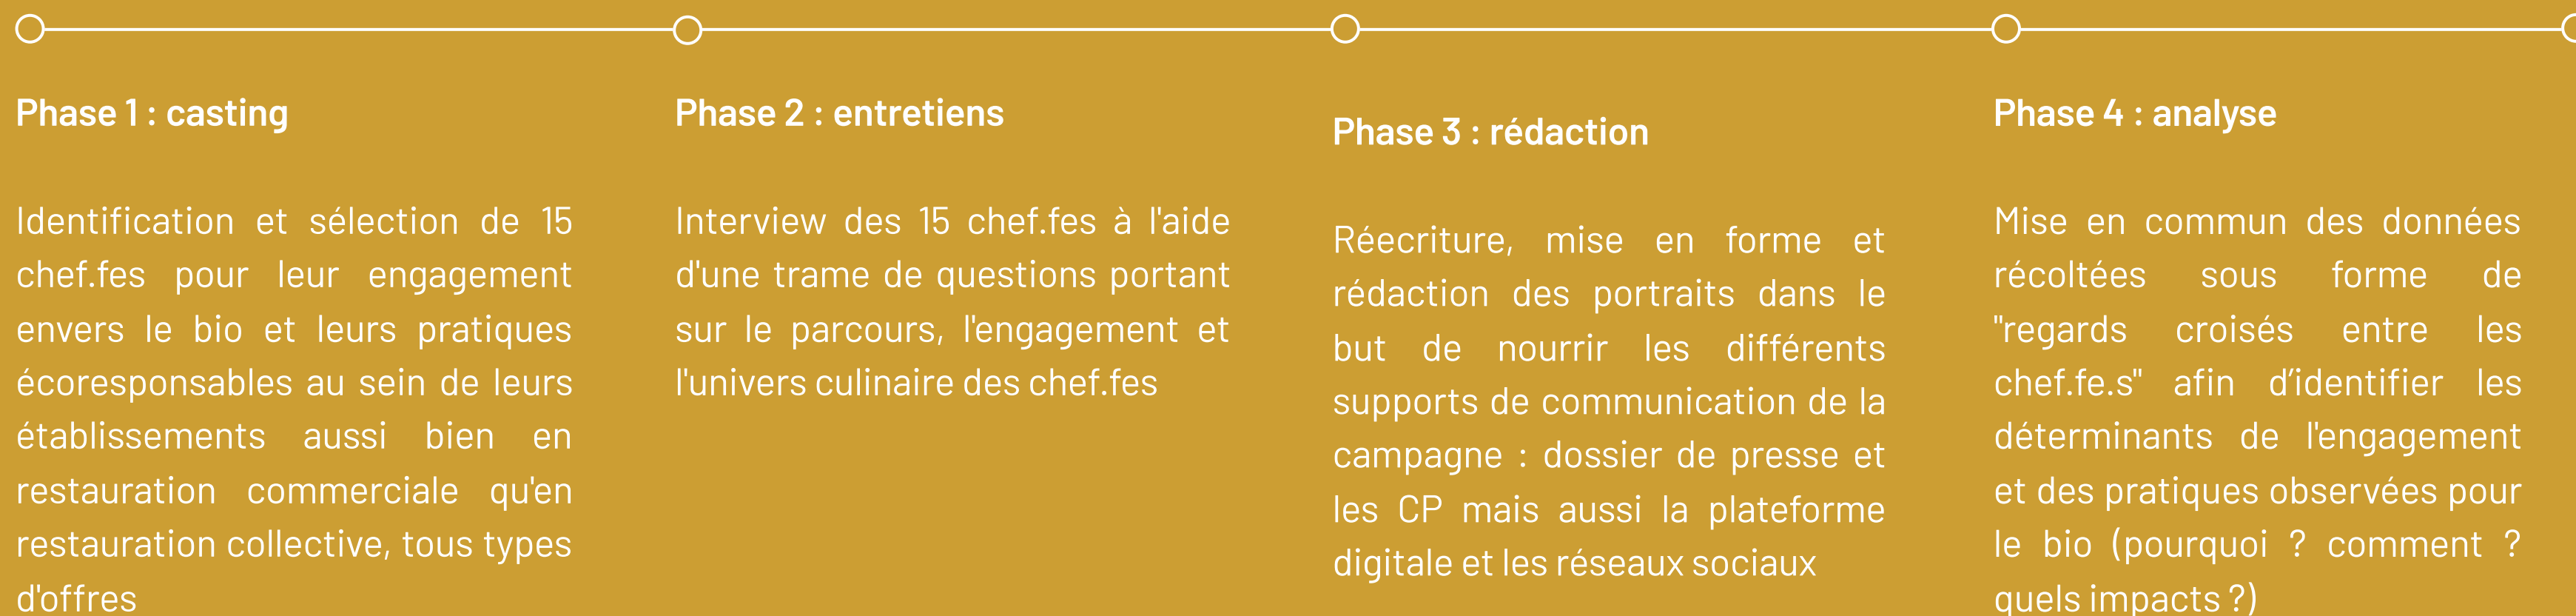 Phase 1 : casting
Identification et sélection de 15
chef.fes pour leur engagement
envers le bio et leurs pratiques
écoresponsables au sein de leurs
établissements aussi bien en
restauration commerciale qu'en
restauration collective, tous types
d'offres
Phase 2 : entretiens
Interview des 15 chef.fes à l'aide
d'une trame de questions portant
sur le parcours, l'engagement et
l'univers culinaire des chef.fes
Phase 3 : rédaction
Réecriture, mise en forme et
rédaction des portraits dans le
but de nourrir les différents
supports de communication de la
campagne : dossier de presse et
les CP mais aussi la plateforme
digitale et les réseaux sociaux
Phase 4 : analyse
Mise en commun des données
récoltées sous forme de
"regards croisés entre les
chef.fe.s" afin d’identifier les
déterminants de l'engagement
et des pratiques observées pour
le bio (pourquoi ? comment ?
quels impacts ?)